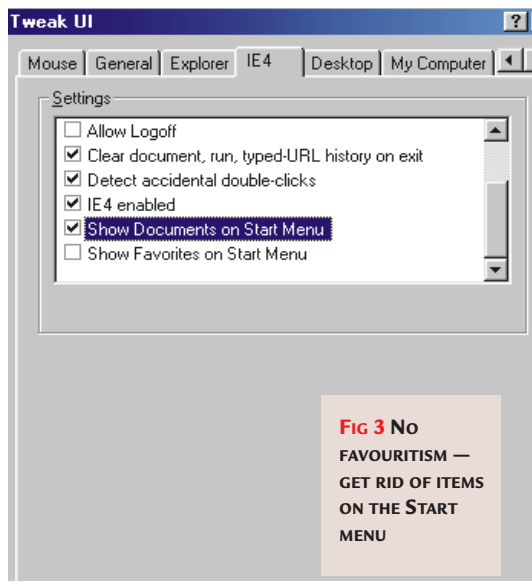 Tweak UI ?
Mouse General Explorer IE4 Desktop My Computer
Settings
Allow Logoff
Clear document, run, typed-URL history on exit
Detect accidental double-clicks
IE4 enabled
Show Documents on Start Menu
Show Favorites on Start Menu
FIG 3 NO
FAVOURITISM —
GET RID OF ITEMS
ON THE START
MENU